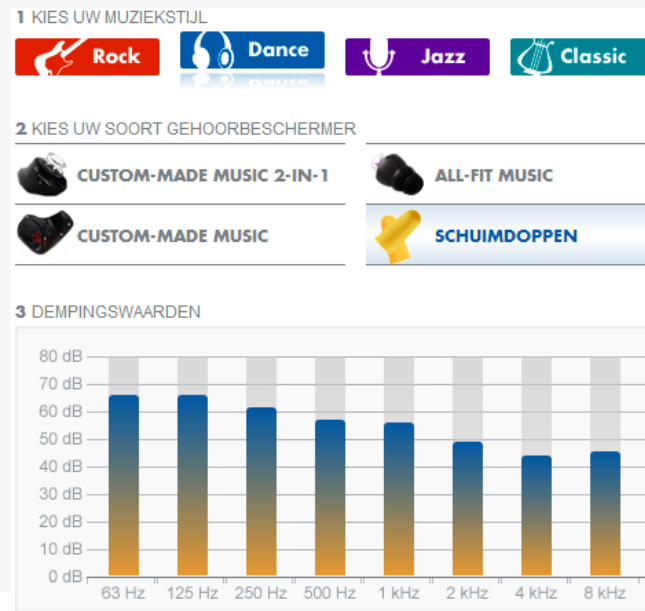 1 KIES UW MUZIEKSTIJL
Rock Dance Jazz Classic
2 KIES UW SOORT GEHOORBESCHERMER
CUSTOM-MADE MUSIC 2-IN-1 ALL-FIT MUSIC
CUSTOM-MADE MUSIC SCHUIMDOPPEN
3 DEMPINGSWAARDEN
80 dB
70 dB
60 dB
50 dB
40 dB
30 dB
20 dB
10 dB
0 dB
63 Hz 125 Hz 250 Hz 500 Hz 1 kHz 2 kHz 4 kHz 8 kHz